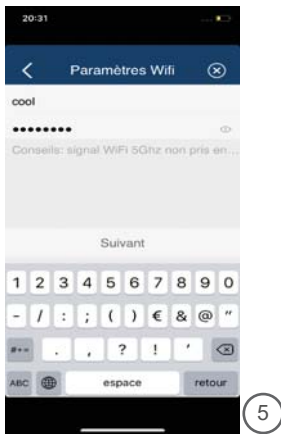 20:31
Paramètres Wifi
cool
••••••••
Conseils: signal WiFi 5Ghz non pris en...
Suivant
1 2 3 4 5 6 7 8 9 0
- / : ; ( ) € & @ "
#+= . , ? ! '
ABC espace retour
5